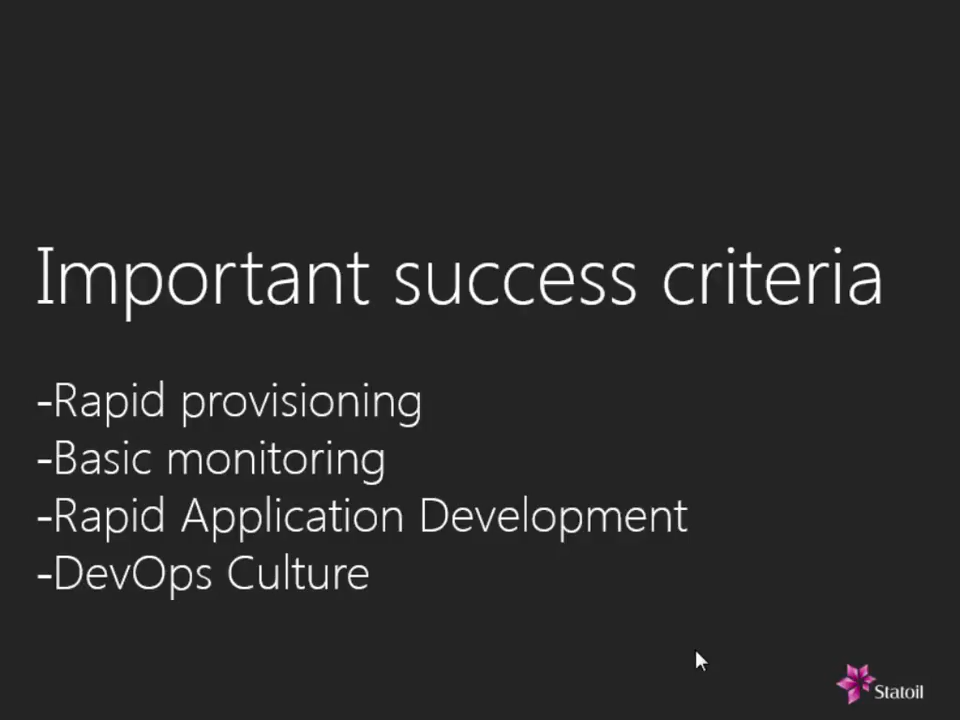 Important success criteria
-Rapid provisioning
-Basic monitoring
-Rapid Application Development
-DevOps Culture
Statoil